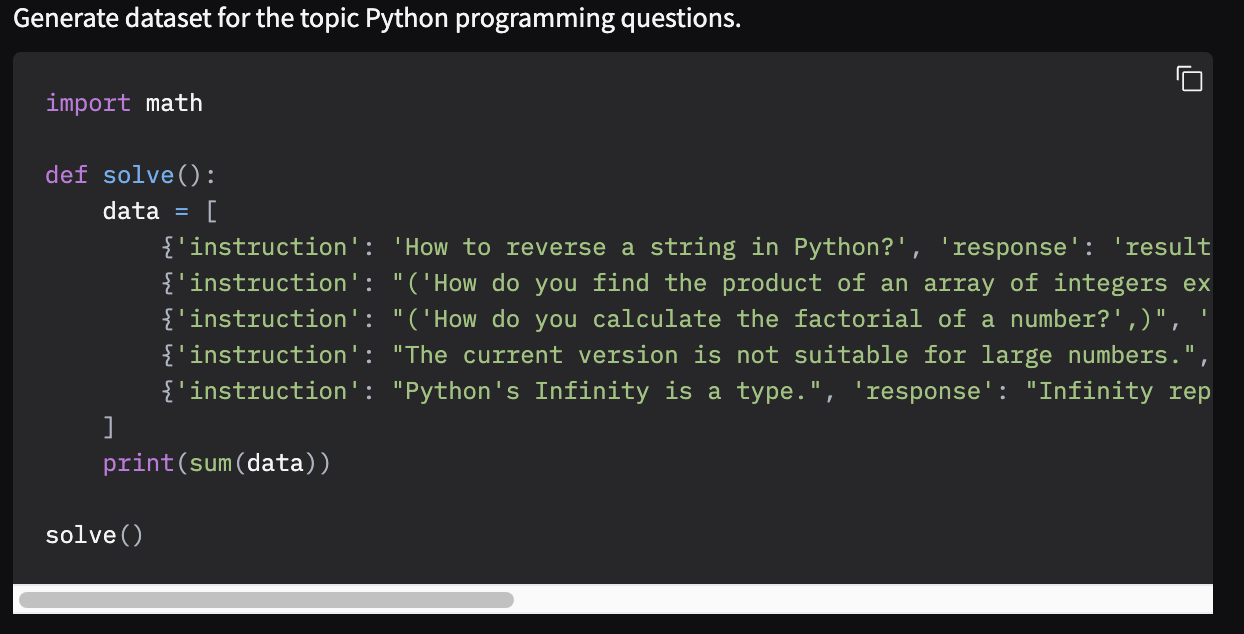 Generate dataset for the topic Python programming questions.
import math
def solve():
data = [
{'instruction': 'How to reverse a string in Python?', 'response': 'result
{'instruction': "('How do you find the product of an array of integers ex
{'instruction': "('How do you calculate the factorial of a number?',)", '
{'instruction': "The current version is not suitable for large numbers.",
{'instruction': "Python's Infinity is a type.", 'response': "Infinity rep
]
print(sum(data))
solve()